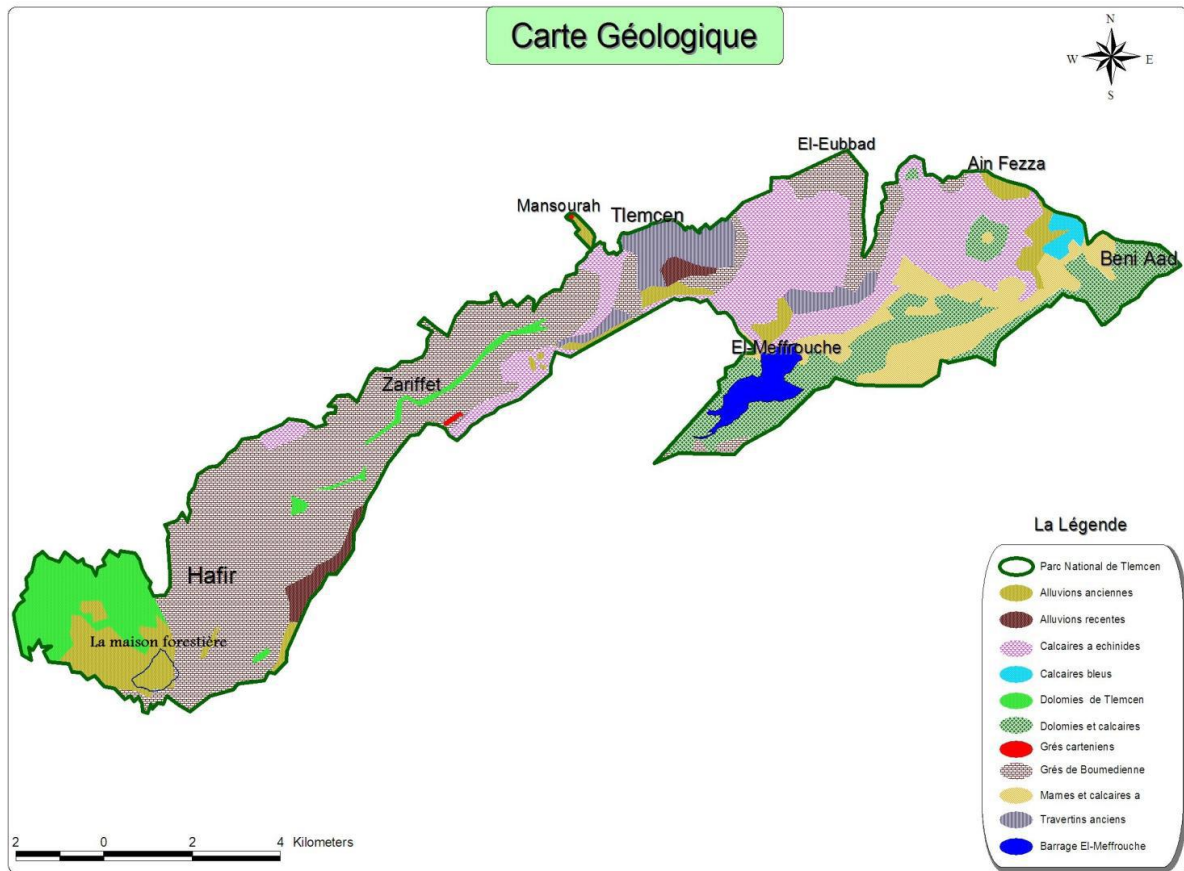 Carte Géologique
N
W
E
S
El-Eubbad
Ain Fezza
Mansourah
Tlemcen
Beni Aad
El-Meffrouche
Zariffet
Hafir
La maison forestière
La Légende
Parc National de Tlemcen
Alluvions anciennes
Alluvions recentes
Calcaires a echinides
Calcaires bleus
Dolomies de Tlemcen
Dolomies et calcaires
Grés carteniens
Grés de Boumedienne
Mames et calcaires a
Travertins anciens
Barrage El-Meffrouche
2 0 2 4 Kilometers